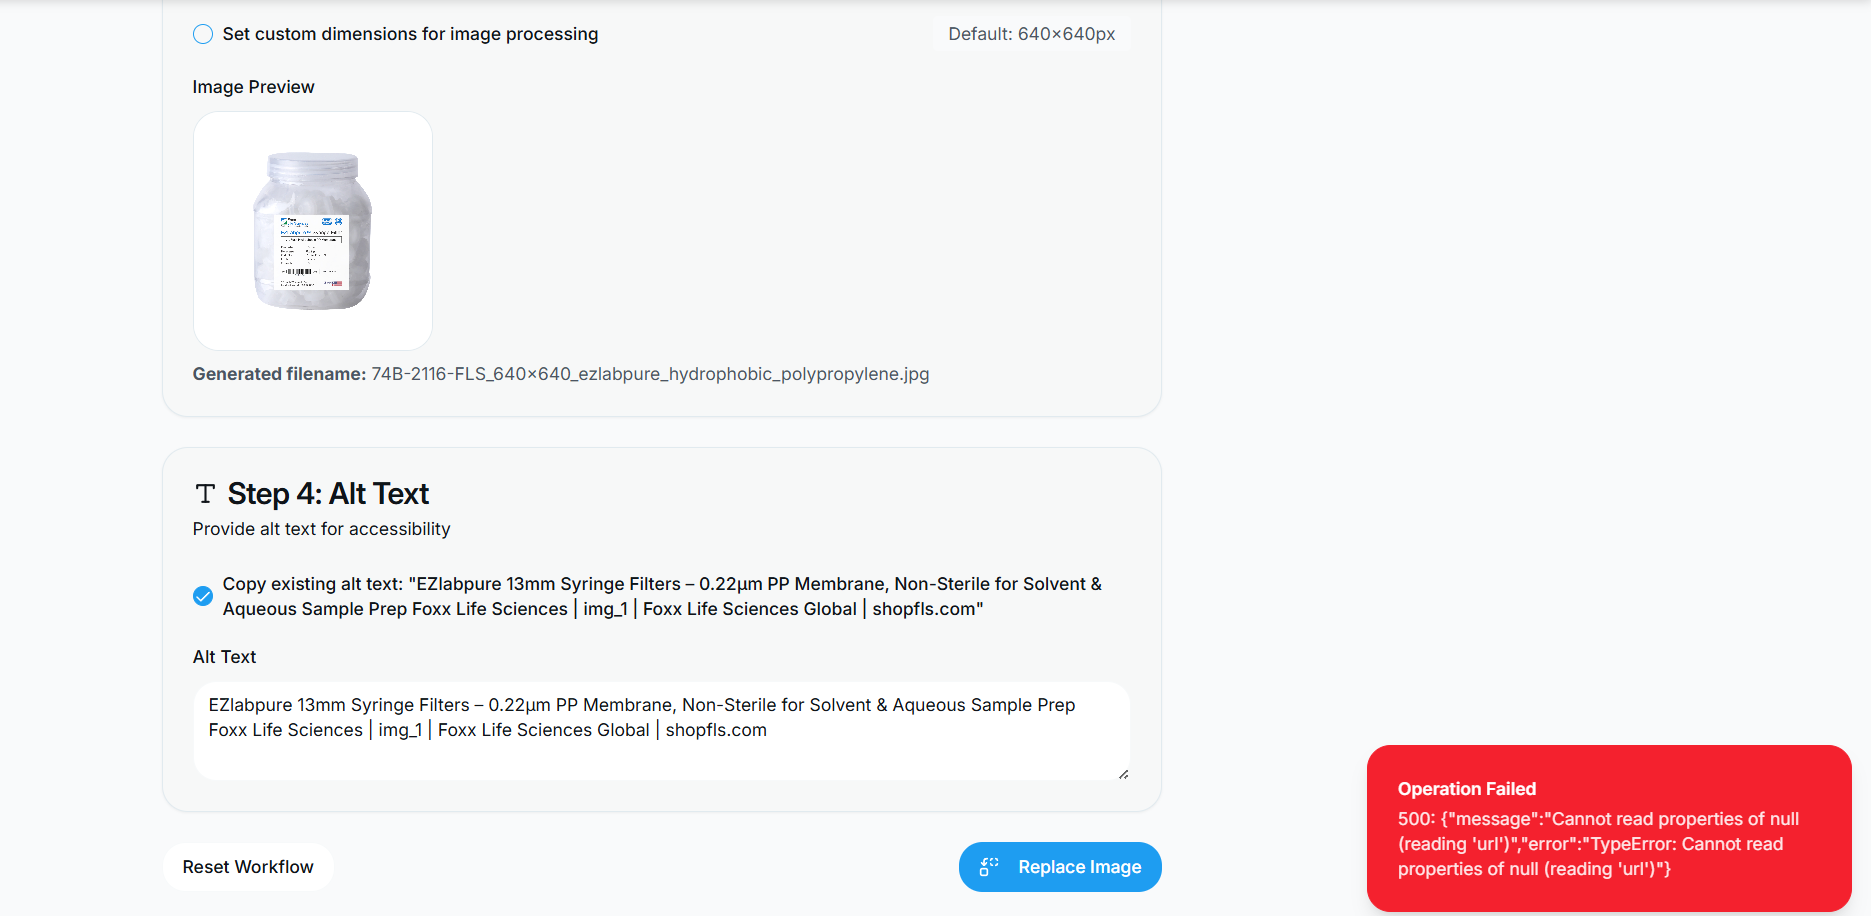 Set custom dimensions for image processing
Default: 640×640px
Image Preview
Generated filename: 74B-2116-FLS_640×640_ezlabpure_hydrophobic_polypropylene.jpg
Step 4: Alt Text
Provide alt text for accessibility
Copy existing alt text: "EZlabpure 13mm Syringe Filters – 0.22μm PP Membrane, Non-Sterile for Solvent &
Aqueous Sample Prep Foxx Life Sciences | img_1 | Foxx Life Sciences Global | shopfls.com"
Alt Text
EZlabpure 13mm Syringe Filters – 0.22μm PP Membrane, Non-Sterile for Solvent & Aqueous Sample Prep
Foxx Life Sciences | img_1 | Foxx Life Sciences Global | shopfls.com
Reset Workflow
Replace Image
Operation Failed
500: {"message":"Cannot read properties of null
(reading 'url')","error":"TypeError: Cannot read
properties of null (reading 'url')"}